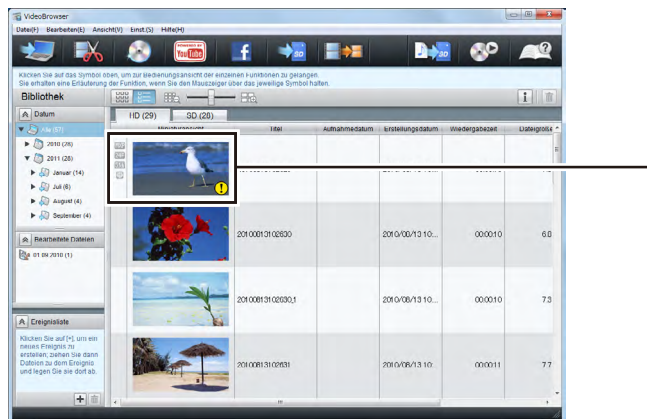 VideoBrowser
Datei(F) Bearbeiten(E) Ansicht(V) Einst.(S) Hilfe(H)
POWERED BY
YouTube
f
SD
SD
Klicken Sie auf das Symbol oben, um zur Bedienungsansicht der einzelnen Funktionen zu gelangen.
Sie erhalten eine Erläuterung der Funktion, wenn Sie den Mauszeiger über das jeweilige Symbol halten.
Bibliothek
Datum
HD (29) SD (28)
Alle (57)
Miniaturansicht Titel Aufnahmedatum Erstellungsdatum Wiedergabezeit Dateigröße
2010 (28)
2011 (28)
Januar (14)
Juli (6)
August (4)
September (4)
Bearbeitete Dateien
20100813102630 2010/08/13 10:... 00:00:10 6.8
01.09.2010 (1)
20100813102630_1 2010/08/13 10:... 00:00:10 7.3
Ereignisliste
Klicken Sie auf [+], um ein
neues Ereignis zu
erstellen; ziehen Sie dann
Dateien zu dem Ereignis
und legen Sie sie dort ab.
20100813102631 2010/08/13 10: 00:00:11 7.7